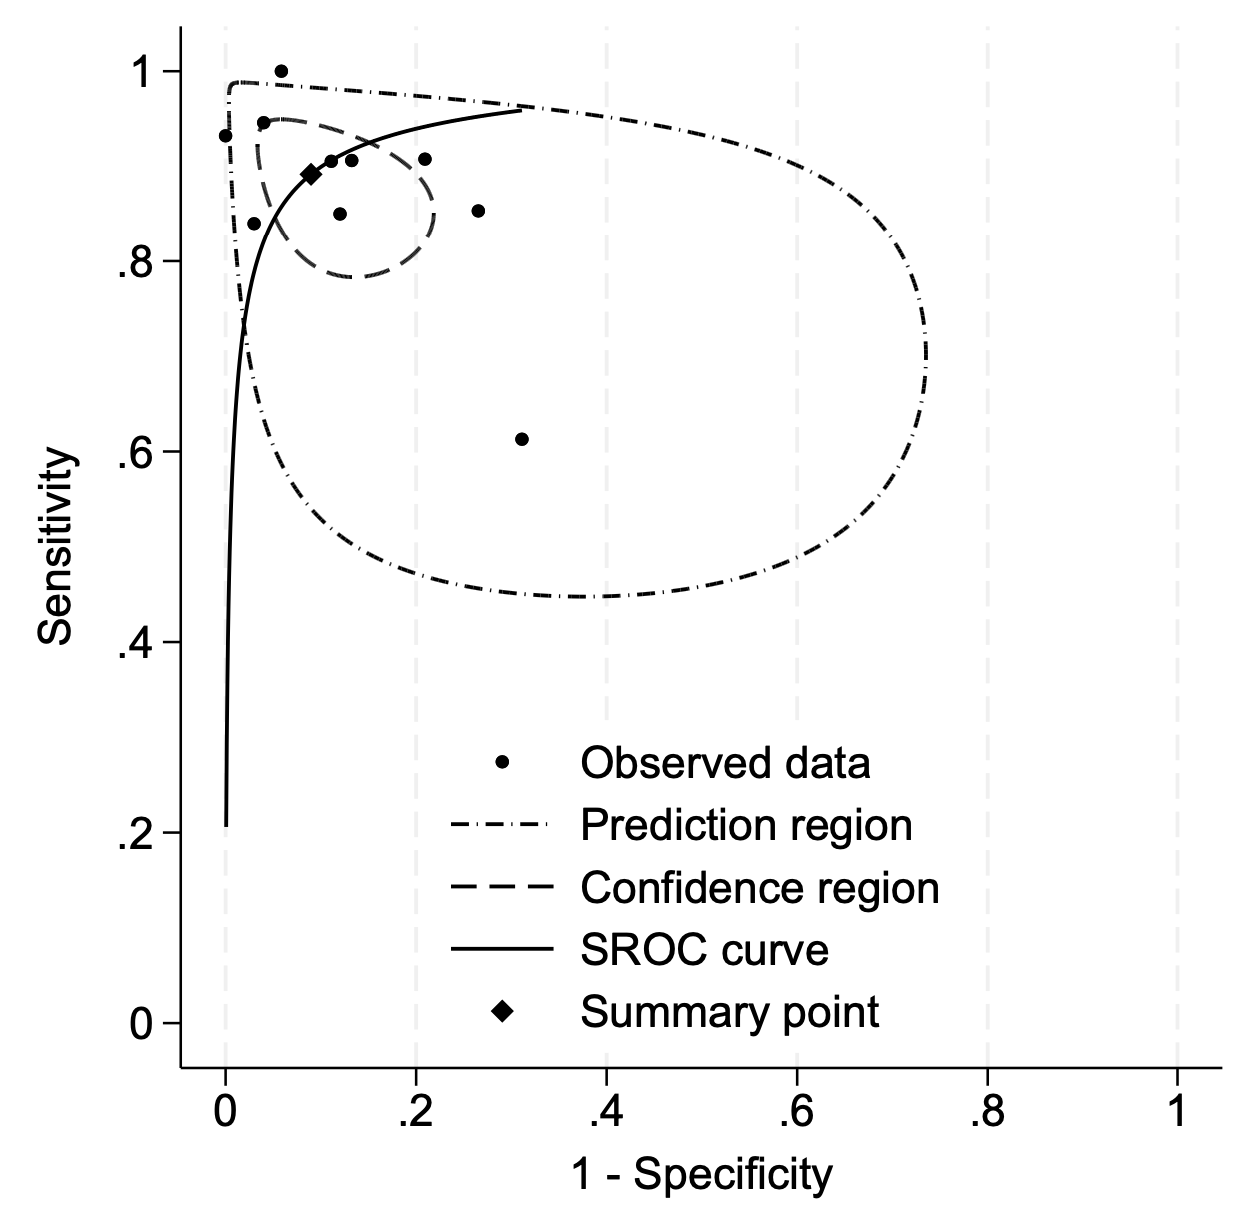 Sensitivity
1
.8
.6
.4
.2
0
Observed data
Prediction region
Confidence region
SROC curve
Summary point
0 .2 .4 .6 .8 1
1 - Specificity